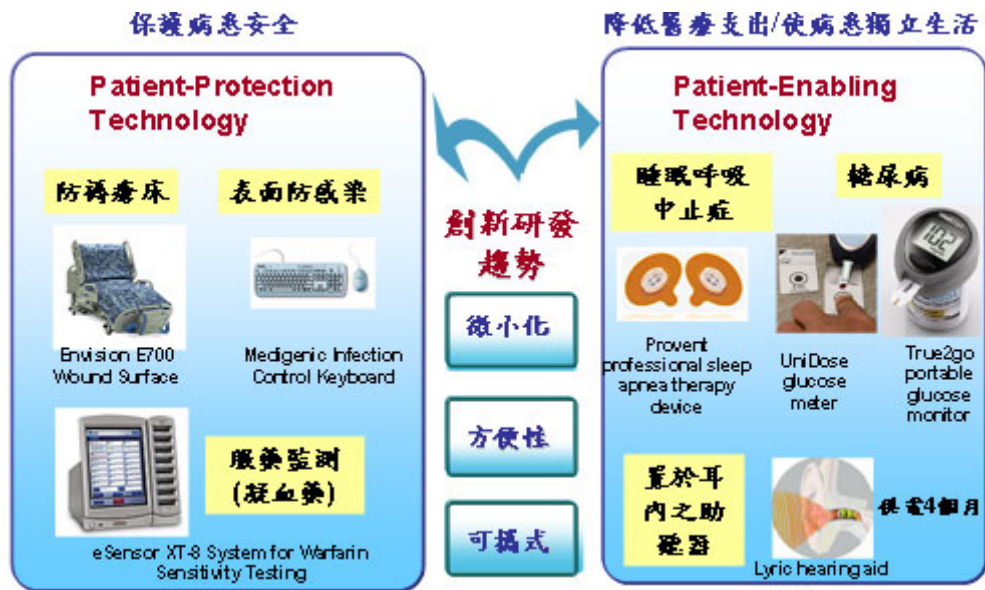 保護病患安全
Patient-Protection
Technology
防褥瘡床
表面防感染
Envision E700
Wound Surface
Medigenic Infection
Control Keyboard
服藥監測
(凝血藥)
eSensor XT-8 System for Warfarin
Sensitivity Testing
創新研發
趨勢
微小化
方便性
可攜式
降低醫療支出/使病患獨立生活
Patient-Enabling
Technology
睡眠呼吸
中止症
糖尿病
102
Provent
professional sleep
apnea therapy
device
UniDose
glucose
meter
True2go
portable
glucose
monitor
置於耳
內之助
聽器
供電4個月
Lyric hearing aid